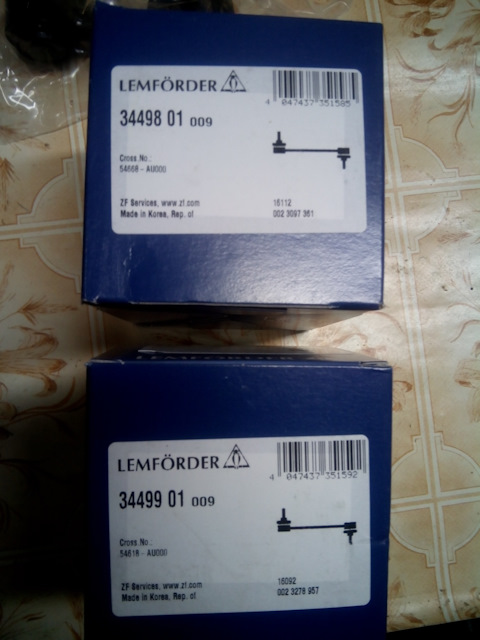 LEMFÖRDER
4 047437 351585
34498 01 009
Cross No.:
54668 - AU000
ZF Services, www.zf.com
Made in Korea, Rep. of
16112
002 3097 361
LEMFÖRDER
4 047437 351592
34499 01 009
Cross No.:
54618 - AU000
ZF Services, www.zf.com
Made in Korea, Rep. of
16092
002 3278 957